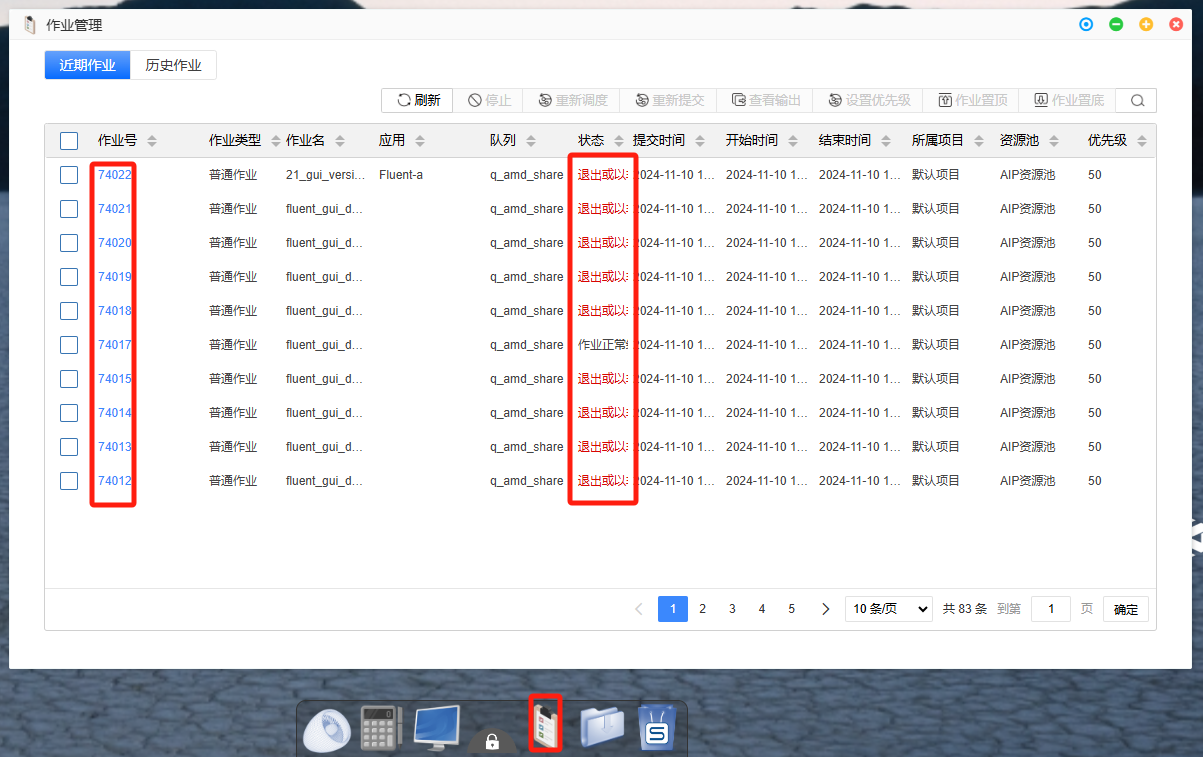 作业管理
近期作业 历史作业
刷新 停止 重新调度 重新提交 查看输出 设置优先级 作业置顶 作业置底
作业号 作业类型 作业名 应用 队列 状态 提交时间 开始时间 结束时间 所属项目 资源池 优先级
74022 普通作业 21_gui_versi... Fluent-a q_amd_share 退出或以 2024-11-10 1... 2024-11-10 1... 2024-11-10 1... 默认项目 AIP资源池 50
74021 普通作业 fluent_gui_d... q_amd_share 退出或以 2024-11-10 1... 2024-11-10 1... 2024-11-10 1... 默认项目 AIP资源池 50
74020 普通作业 fluent_gui_d... q_amd_share 退出或以 2024-11-10 1... 2024-11-10 1... 2024-11-10 1... 默认项目 AIP资源池 50
74019 普通作业 fluent_gui_d... q_amd_share 退出或以 2024-11-10 1... 2024-11-10 1... 2024-11-10 1... 默认项目 AIP资源池 50
74018 普通作业 fluent_gui_d... q_amd_share 退出或以 2024-11-10 1... 2024-11-10 1... 2024-11-10 1... 默认项目 AIP资源池 50
74017 普通作业 fluent_gui_d... q_amd_share 作业正常 2024-11-10 1... 2024-11-10 1... 2024-11-10 1... 默认项目 AIP资源池 50
74015 普通作业 fluent_gui_d... q_amd_share 退出或以 2024-11-10 1... 2024-11-10 1... 2024-11-10 1... 默认项目 AIP资源池 50
74014 普通作业 fluent_gui_d... q_amd_share 退出或以 2024-11-10 1... 2024-11-10 1... 2024-11-10 1... 默认项目 AIP资源池 50
74013 普通作业 fluent_gui_d... q_amd_share 退出或以 2024-11-10 1... 2024-11-10 1... 2024-11-10 1... 默认项目 AIP资源池 50
74012 普通作业 fluent_gui_d... q_amd_share 退出或以 2024-11-10 1... 2024-11-10 1... 2024-11-10 1... 默认项目 AIP资源池 50
1 2 3 4 5 10 条/页 共 83 条 到第 1 页 确定
0
S